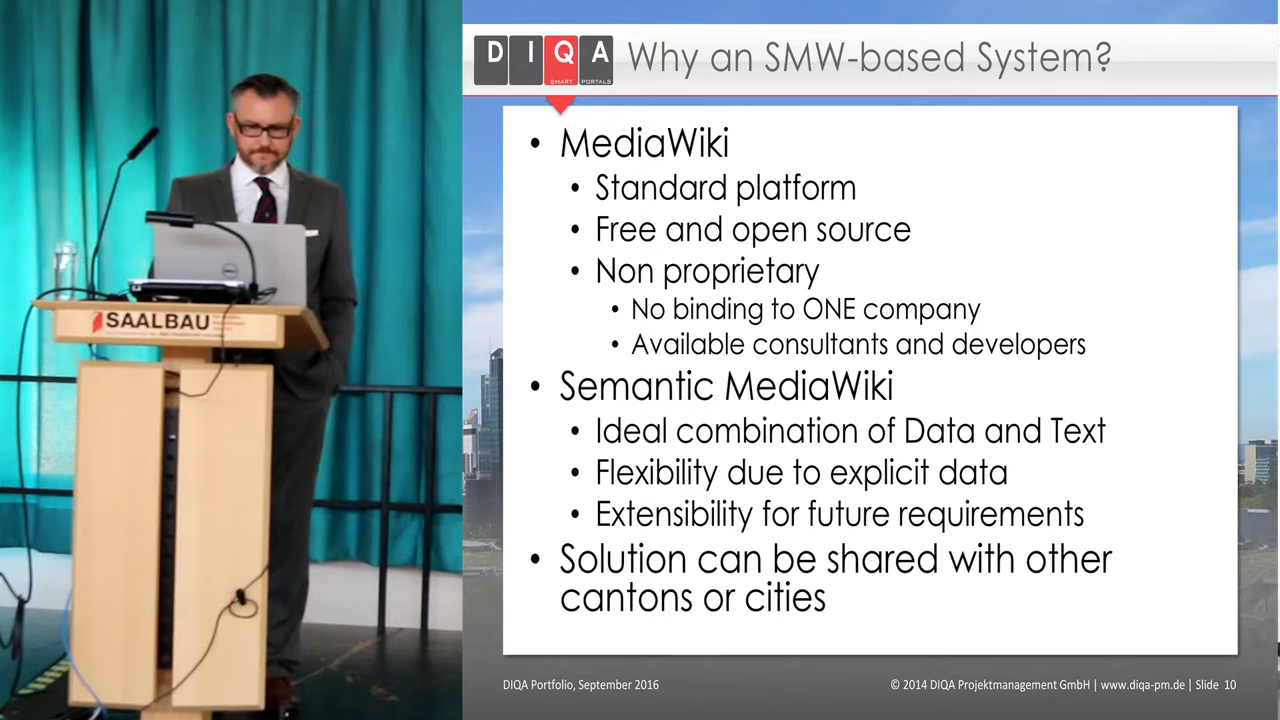 D I Q A
SMART PORTALS
Why an SMW-based System?
• MediaWiki
• Standard platform
• Free and open source
• Non proprietary
• No binding to ONE company
• Available consultants and developers
• Semantic MediaWiki
• Ideal combination of Data and Text
• Flexibility due to explicit data
• Extensibility for future requirements
• Solution can be shared with other
cantons or cities
DIQA Portfolio, September 2016
© 2014 DIQA Projektmanagement GmbH | www.diqa-pm.de | Slide 10
DELL
SAALBAU